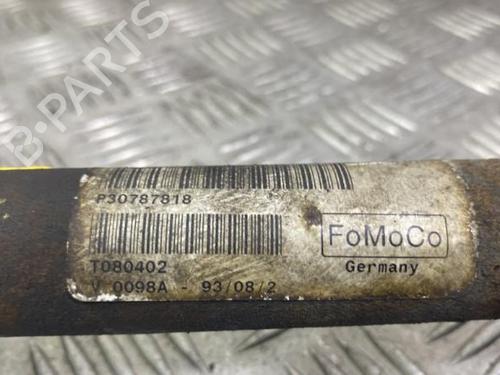 B-PARTS
P30787818
T080402
V 0098A - 93/08/2
FoMoCo
Germany